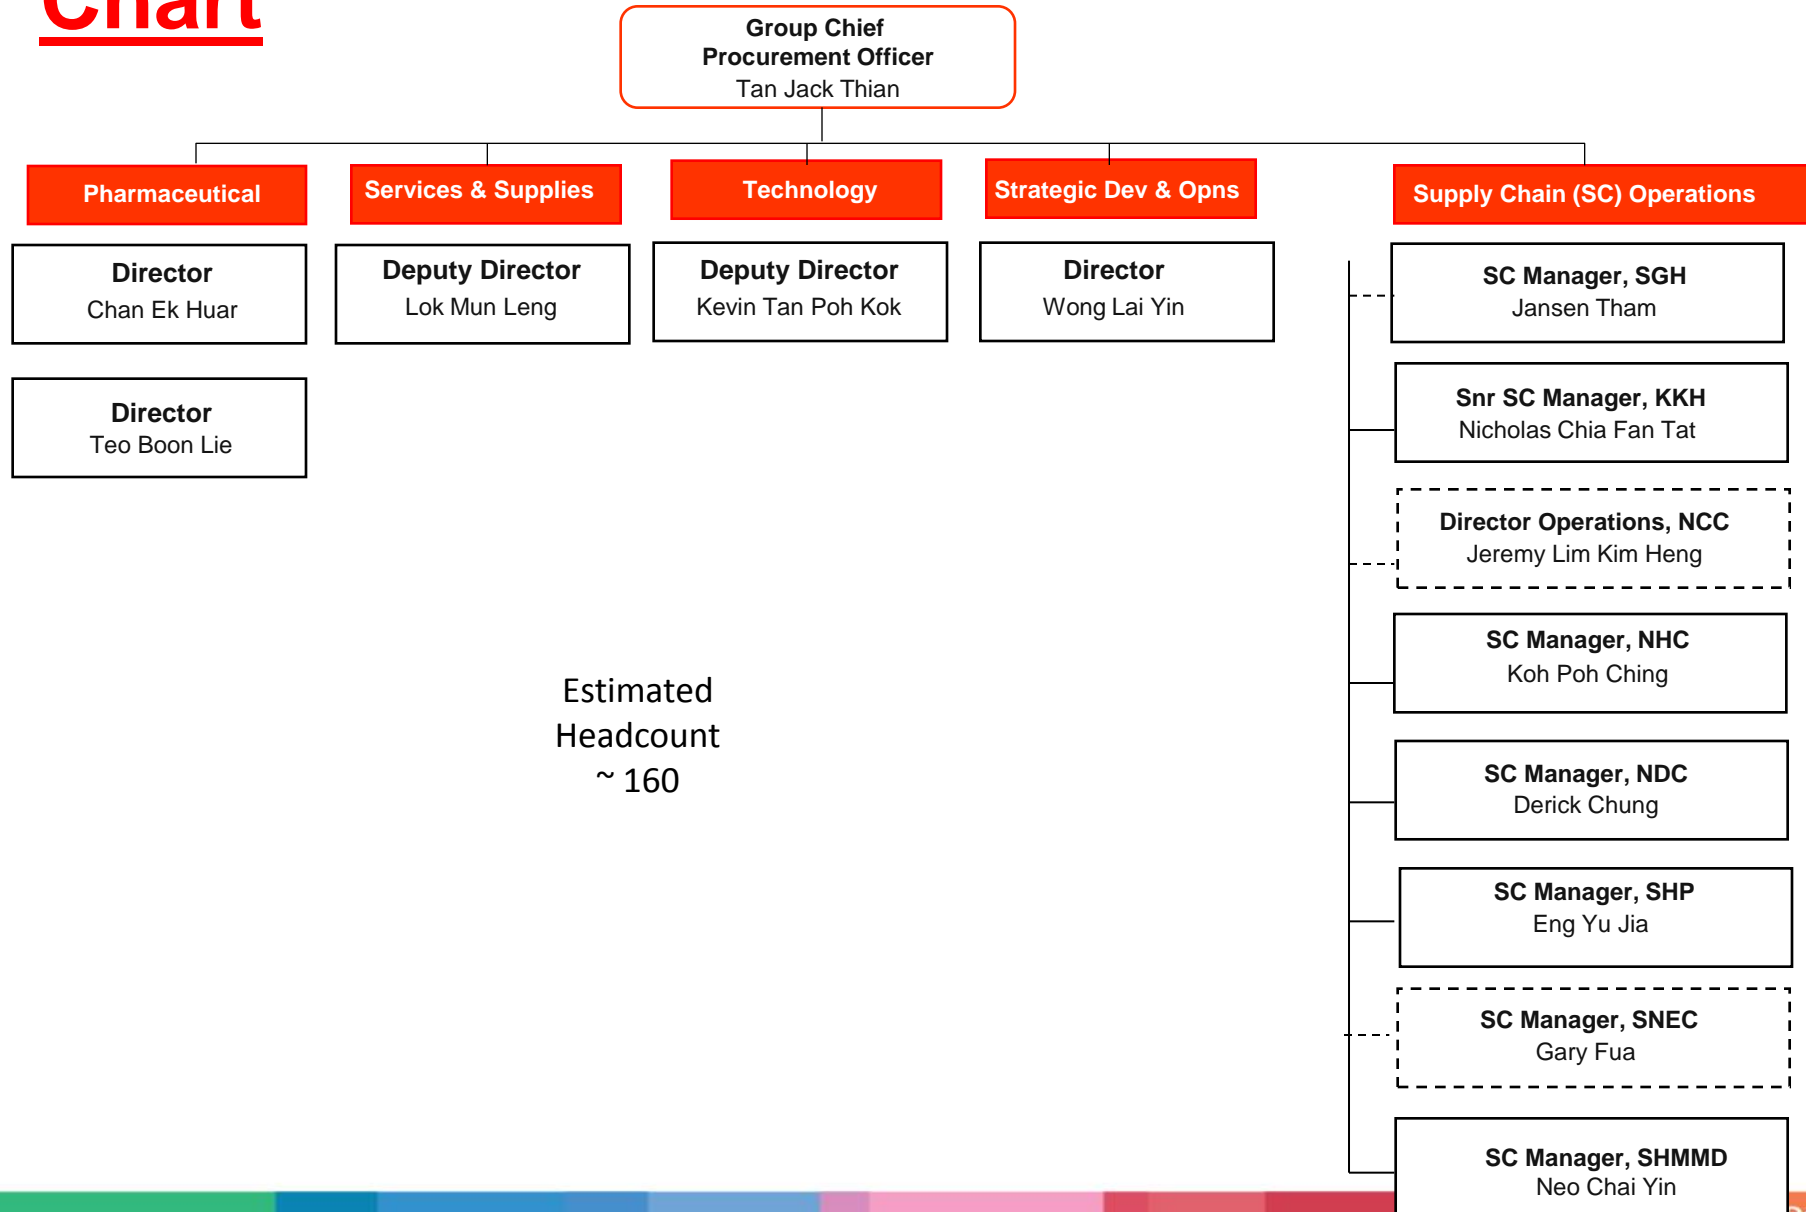 Chart
Group Chief
Procurement Officer
Tan Jack Thian
Pharmaceutical
Services & Supplies
Technology
Strategic Dev & Opns
Supply Chain (SC) Operations
Director
Chan Ek Huar
Deputy Director
Lok Mun Leng
Deputy Director
Kevin Tan Poh Kok
Director
Wong Lai Yin
Director
Teo Boon Lie
SC Manager, SGH
Jansen Tham
Snr SC Manager, KKH
Nicholas Chia Fan Tat
Director Operations, NCC
Jeremy Lim Kim Heng
SC Manager, NHC
Koh Poh Ching
SC Manager, NDC
Derick Chung
SC Manager, SHP
Eng Yu Jia
SC Manager, SNEC
Gary Fua
SC Manager, SHMMD
Neo Chai Yin
Estimated
Headcount
~ 160